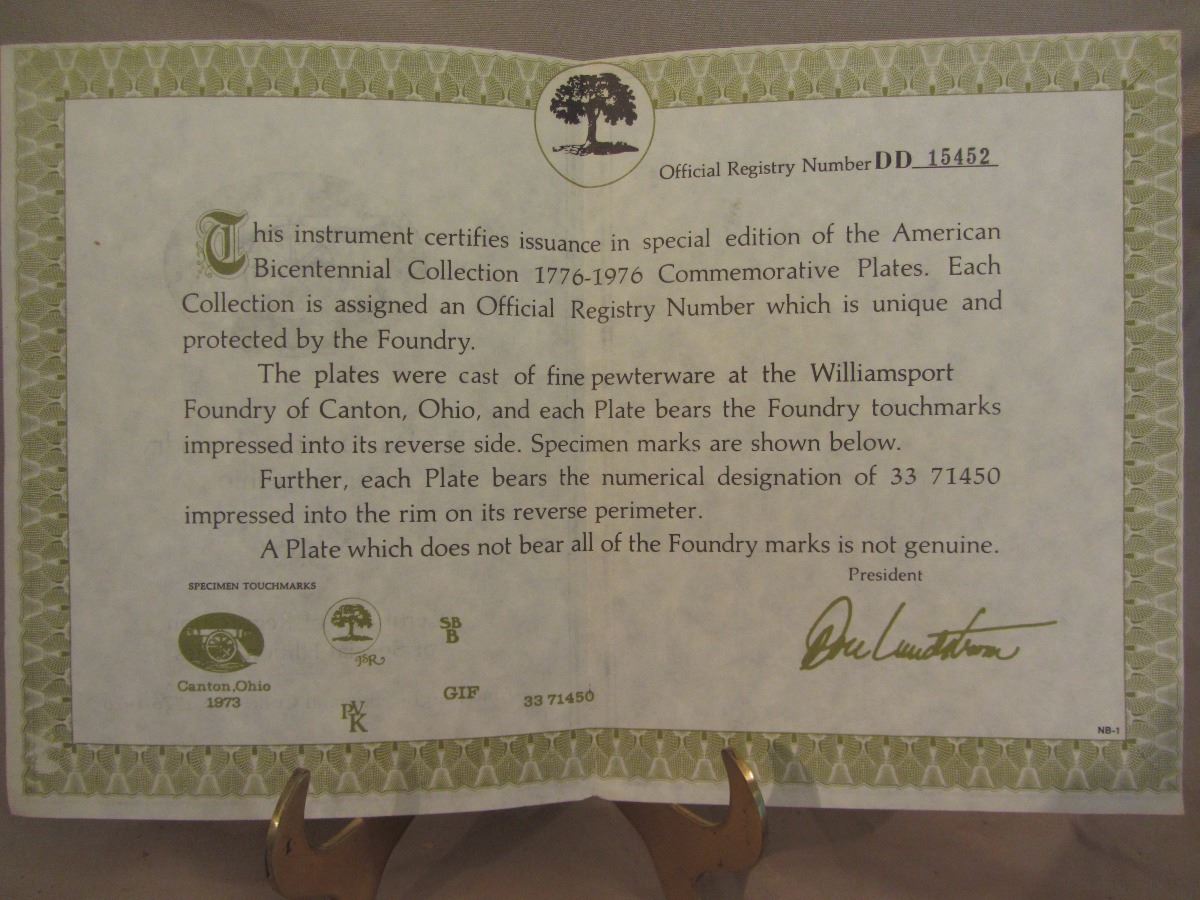 Official Registry Number DD 15452
This instrument certifies issuance in special edition of the American
Bicentennial Collection 1776-1976 Commemorative Plates. Each
Collection is assigned an Official Registry Number which is unique and
protected by the Foundry.
The plates were cast of fine pewterware at the Williamsport
Foundry of Canton, Ohio, and each Plate bears the Foundry touchmarks
impressed into its reverse side. Specimen marks are shown below.
Further, each Plate bears the numerical designation of 33 71450
impressed into the rim on its reverse perimeter.
A Plate which does not bear all of the Foundry marks is not genuine.
President
SPECIMEN TOUCHMARKS
SB
B
JSR
Canton, Ohio
1973
PV
K
GIF
33 71450
Don Lundstrom
NB-1